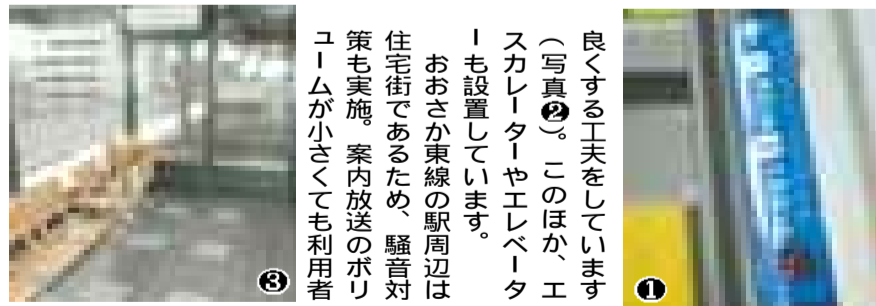 良くする工夫をしています
（写真❷）。このほか、エ
スカレーターやエレベータ
ーも設置しています。
おおさか東線の駅周辺は
住宅街であるため、騒音対
策も実施。案内放送のボリ
ュームが小さくても利用者
❶
❸